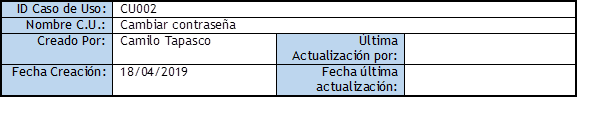 ID Caso de Uso: CU002
Nombre C.U.: Cambiar contraseña
Creado Por: Camilo Tapasco Última
Actualización por:
Fecha Creación: 18/04/2019 Fecha última
actualización: